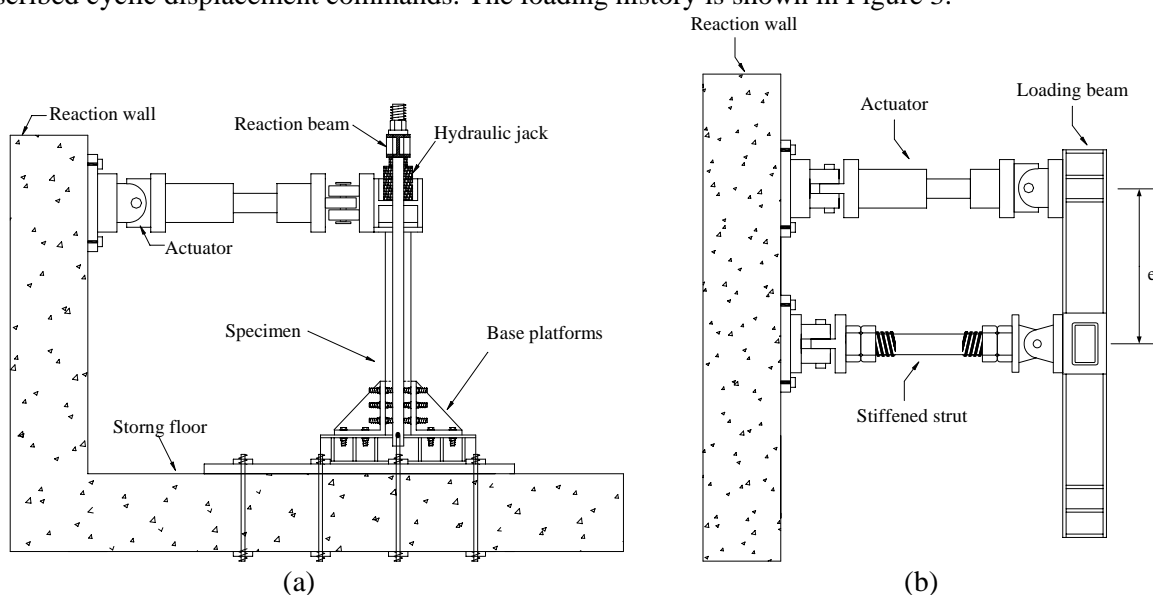 scribed cyclic displacement commands. The loading history is shown in Figure 3.
Reaction wall
Reaction beam
Hydraulic jack
Actuator
Specimen
Base platforms
Storng floor
(a)
Reaction wall
Actuator
Loading beam
e
Stiffened strut
(b)